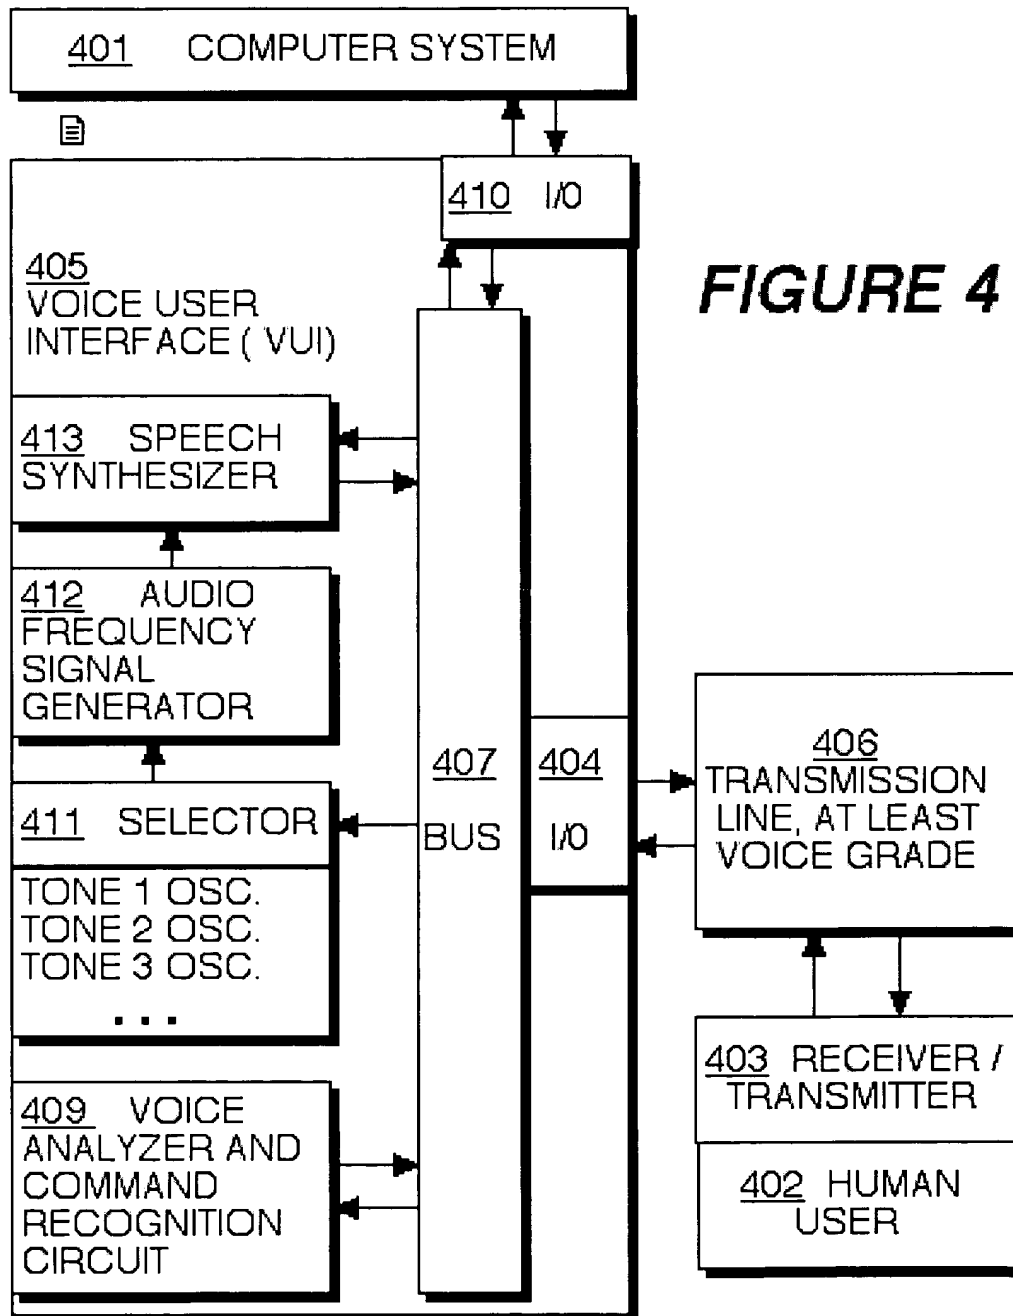 401 COMPUTER SYSTEM
410 I/O
405
VOICE USER
INTERFACE ( VUI)
FIGURE 4
413 SPEECH
SYNTHESIZER
412 AUDIO
FREQUENCY
SIGNAL
GENERATOR
411 SELECTOR
TONE 1 OSC.
TONE 2 OSC.
TONE 3 OSC.
. . .
409 VOICE
ANALYZER AND
COMMAND
RECOGNITION
CIRCUIT
407
BUS
404
I/O
406
TRANSMISSION
LINE, AT LEAST
VOICE GRADE
403 RECEIVER /
TRANSMITTER
402 HUMAN
USER